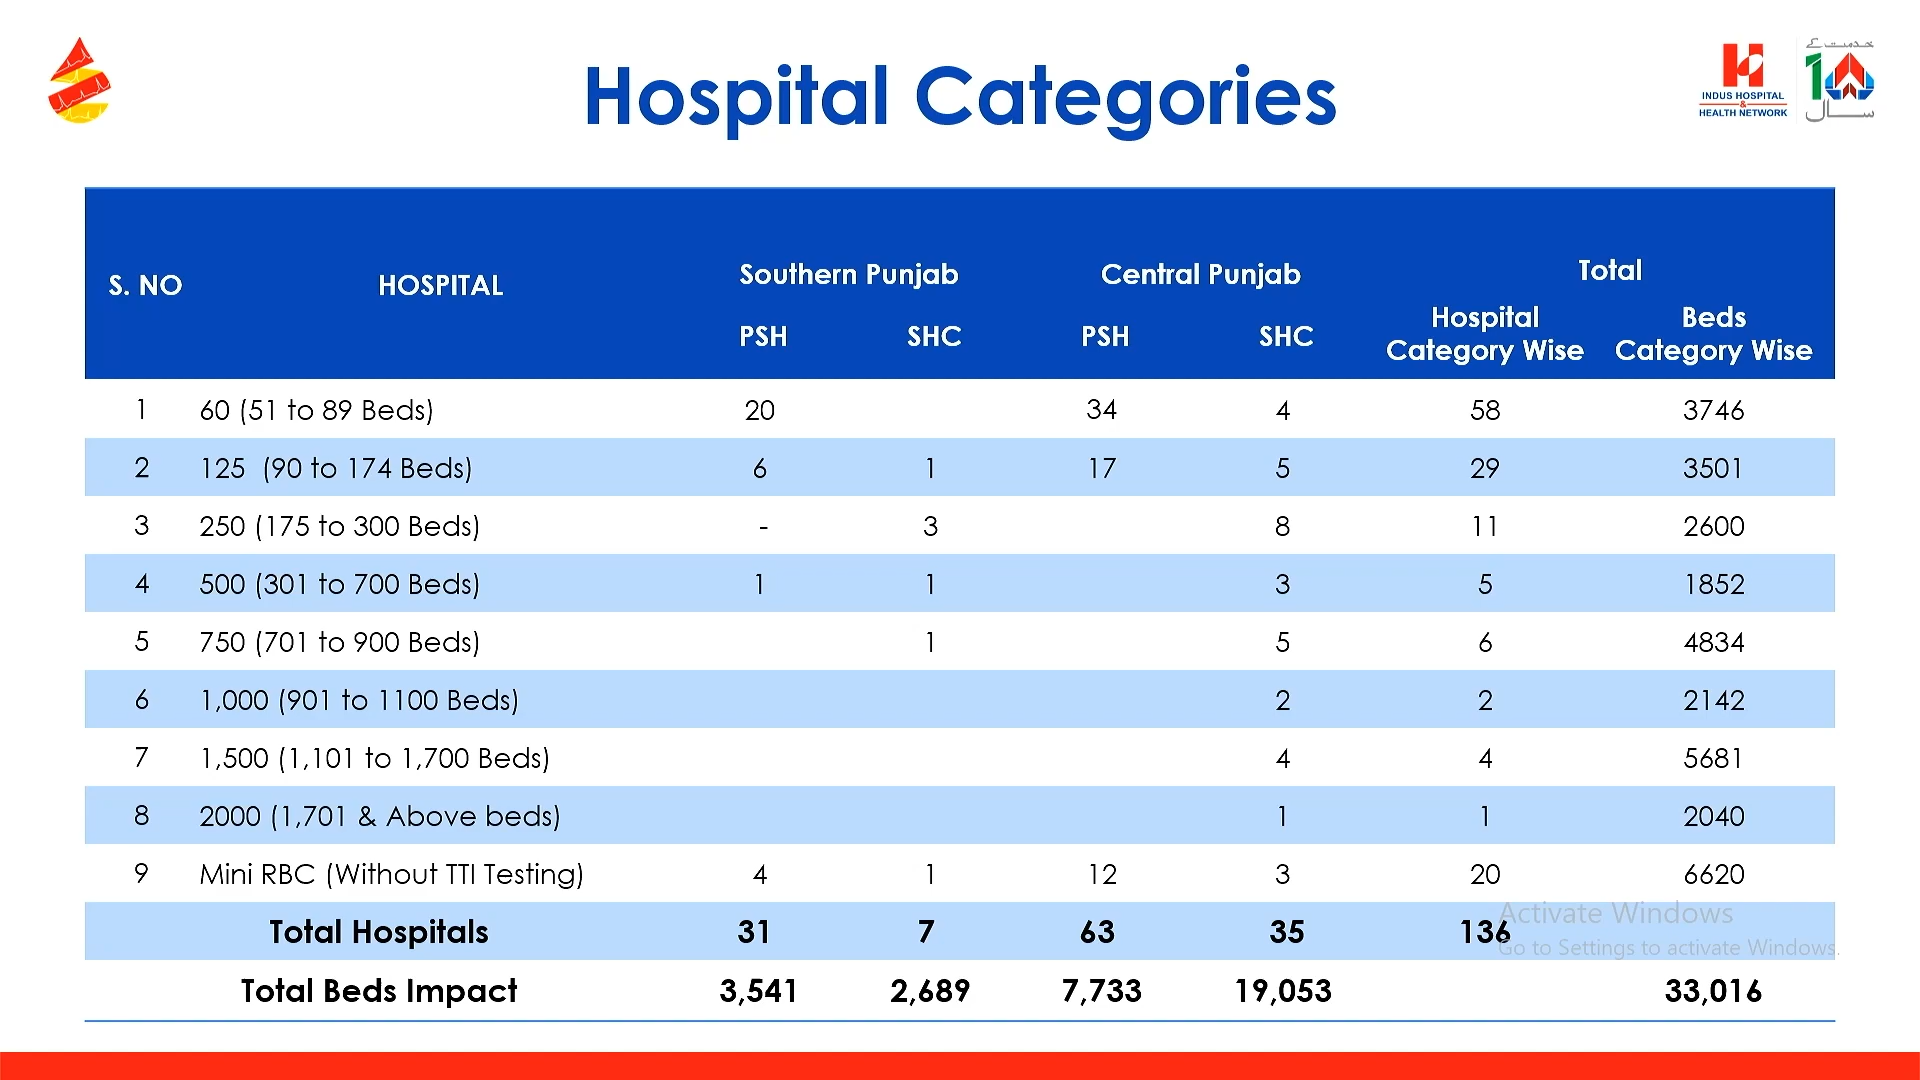 Hospital Categories
INDUS HOSPITAL
&
HEALTH NETWORK
خدمت کے
10
سال
S. NO HOSPITAL Southern Punjab Central Punjab Total
PSH SHC PSH SHC Hospital Category Wise Beds Category Wise
1 60 (51 to 89 Beds) 20 34 4 58 3746
2 125 (90 to 174 Beds) 6 1 17 5 29 3501
3 250 (175 to 300 Beds) - 3 8 11 2600
4 500 (301 to 700 Beds) 1 1 3 5 1852
5 750 (701 to 900 Beds) 1 5 6 4834
6 1,000 (901 to 1100 Beds) 2 2 2142
7 1,500 (1,101 to 1,700 Beds) 4 4 5681
8 2000 (1,701 & Above beds) 1 1 2040
9 Mini RBC (Without TTI Testing) 4 1 12 3 20 6620
Total Hospitals 31 7 63 35 136
Total Beds Impact 3,541 2,689 7,733 19,053 33,016
Activate Windows
Go to Settings to activate Windows.